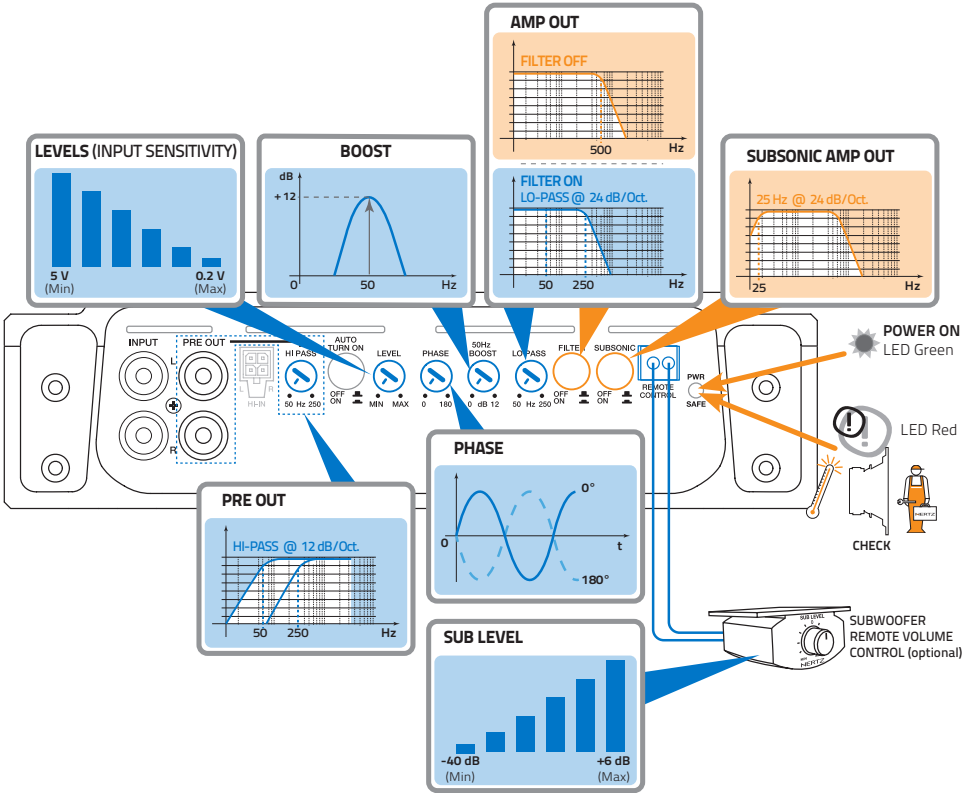 AMP OUT
FILTER OFF
500
Hz
FILTER ON
LO-PASS @ 24 dB/Oct.
50
250
Hz
LEVELS (INPUT SENSITIVITY)
5 V
(Min)
0.2 V
(Max)
BOOST
dB
+12
0
50
Hz
SUBSONIC AMP OUT
25 Hz @ 24 dB/Oct.
25
Hz
INPUT
PRE OUT
L
R
L
R
HI-IN
HI PASS
50 Hz 250
AUTO
TURN ON
OFF
ON
LEVEL
MIN MAX
PHASE
0 180
50Hz
BOOST
0 dB 12
LO PASS
50 Hz 250
FILTER
OFF
ON
SUBSONIC
OFF
ON
REMOTE
CONTROL
PWR
SAFE
POWER ON
LED Green
LED Red
HERTZ
CHECK
PHASE
0°
0
t
180°
PRE OUT
HI-PASS @ 12 dB/Oct.
50
250
Hz
SUB LEVEL
-40 dB
(Min)
+6 dB
(Max)
SUB LEVEL
HERTZ
SUBWOOFER
REMOTE VOLUME
CONTROL (optional)